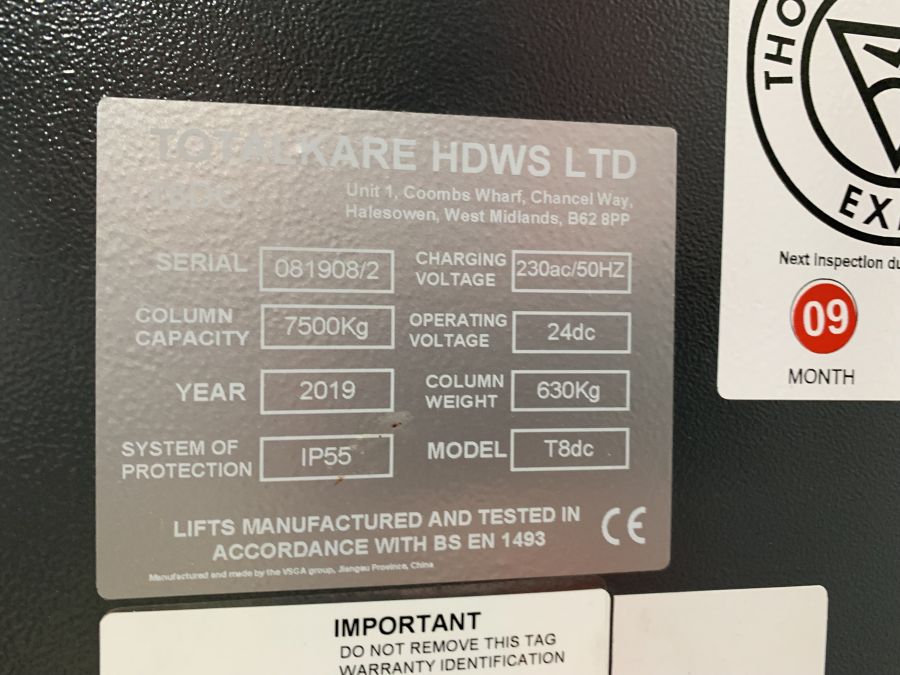 TOTALKARE HDWS LTD
Unit 1, Coombs Wharf, Chancel Way,
Halesowen, West Midlands, B62 8PP
SERIAL 081908/2 CHARGING VOLTAGE 230ac/50HZ
COLUMN CAPACITY 7500Kg OPERATING VOLTAGE 24dc
YEAR 2019 COLUMN WEIGHT 630Kg
SYSTEM OF PROTECTION IP55 MODEL T8dc
LIFTS MANUFACTURED AND TESTED IN
ACCORDANCE WITH BS EN 1493
CE
Manufactured and made by the VSGA group, Jiangsu Province, China
IMPORTANT
DO NOT REMOVE THIS TAG
WARRANTY IDENTIFICATION
Next inspection
09
MONTH